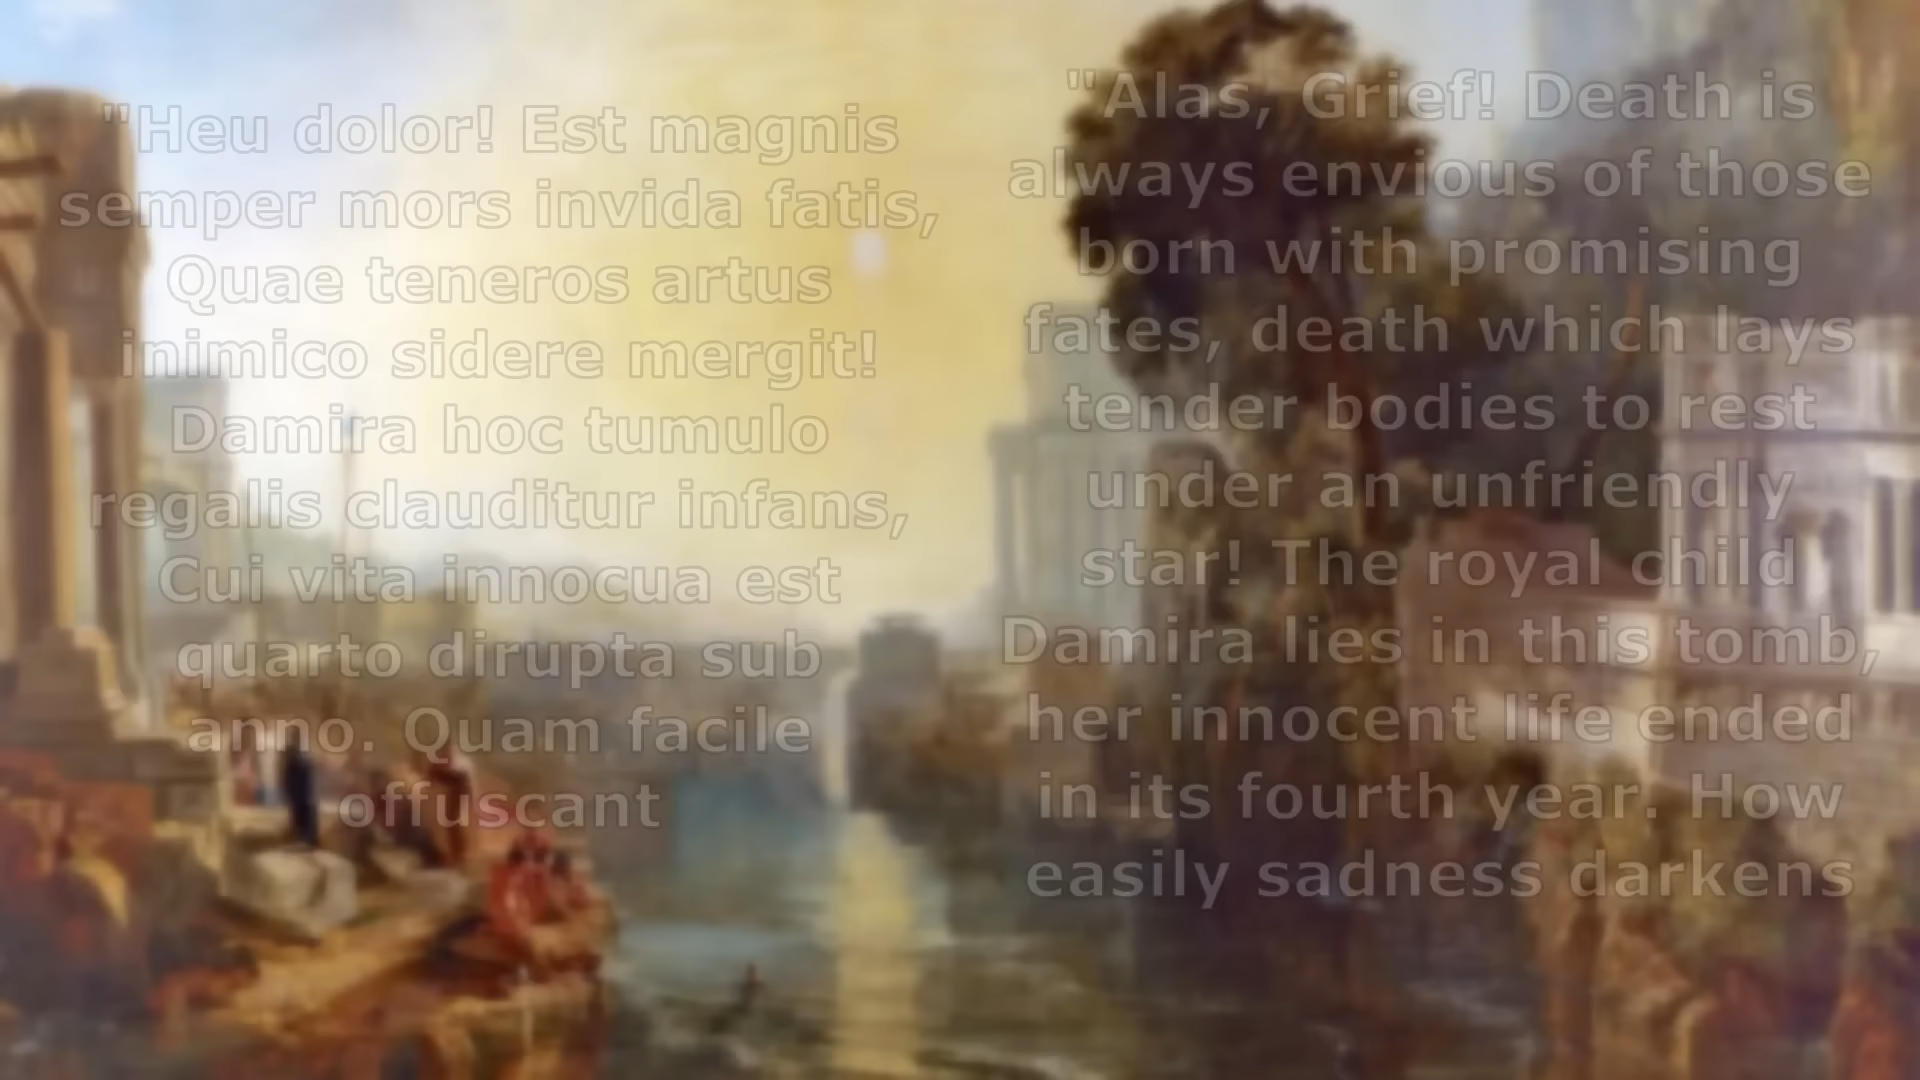 "Heu dolor! Est magnis
semper mors invida fatis,
Quae teneros artus
inimico sidere mergit!
Damira hoc tumulo
regalis clauditur infans,
Cui vita innocua est
quarto dirupta sub
anno. Quam facile
offuscant
"Alas, Grief! Death is
always envious of those
born with promising
fates, death which lays
tender bodies to rest
under an unfriendly
star! The royal child
Damira lies in this tomb,
her innocent life ended
in its fourth year. How
easily sadness darkens